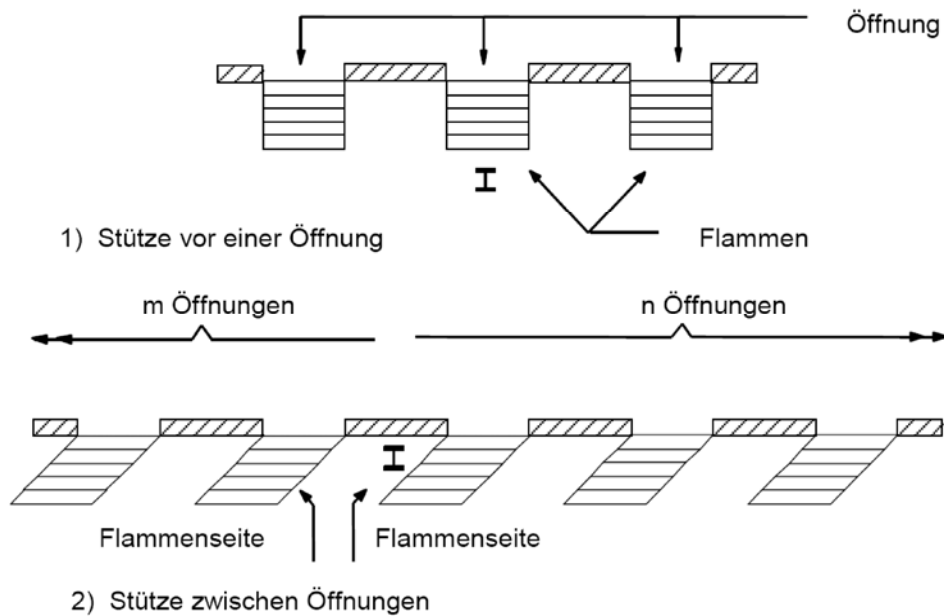 Öffnung
1) Stütze vor einer Öffnung
Flammen
m Öffnungen
n Öffnungen
Flammenseite
Flammenseite
2) Stütze zwischen Öffnungen